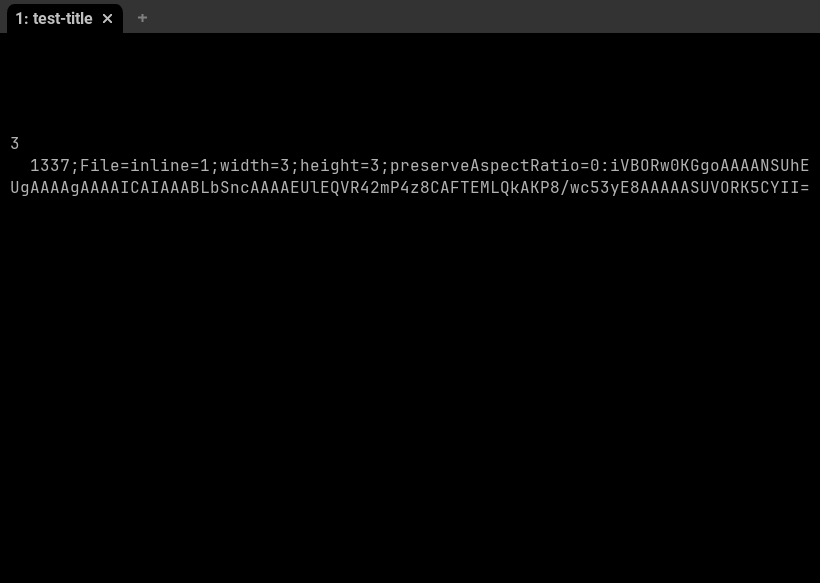 1: test-title × +
3
1337;File=inline=1;width=3;height=3;preserveAspectRatio=0:iVBORw0KGgoAAAANSUhE
UgAAAAgAAAAICAIAAABLbSncAAAAEUlEQVR42mP4z8CAFTEMLQkAKP8/wc53yE8AAAAASUVORK5CYII=